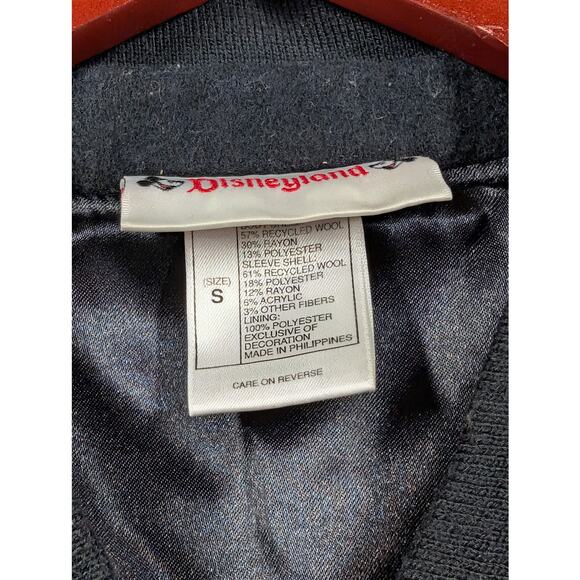 Disneyland
57% RECYCLED WOOL
30% RAYON
13% POLYESTER
SLEEVE SHELL:
61% RECYCLED WOOL
18% POLYESTER
12% RAYON
6% ACRYLIC
3% OTHER FIBERS
LINING:
100% POLYESTER
EXCLUSIVE OF
DECORATION
MADE IN PHILIPPINES
(SIZE)
S
CARE ON REVERSE